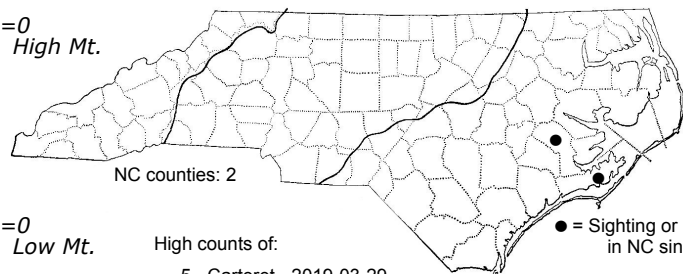 =0
High Mt.
NC counties: 2
=0
Low Mt.
High counts of:
● = Sighting or
in NC sin
5 - Carteret - 2019-03-29